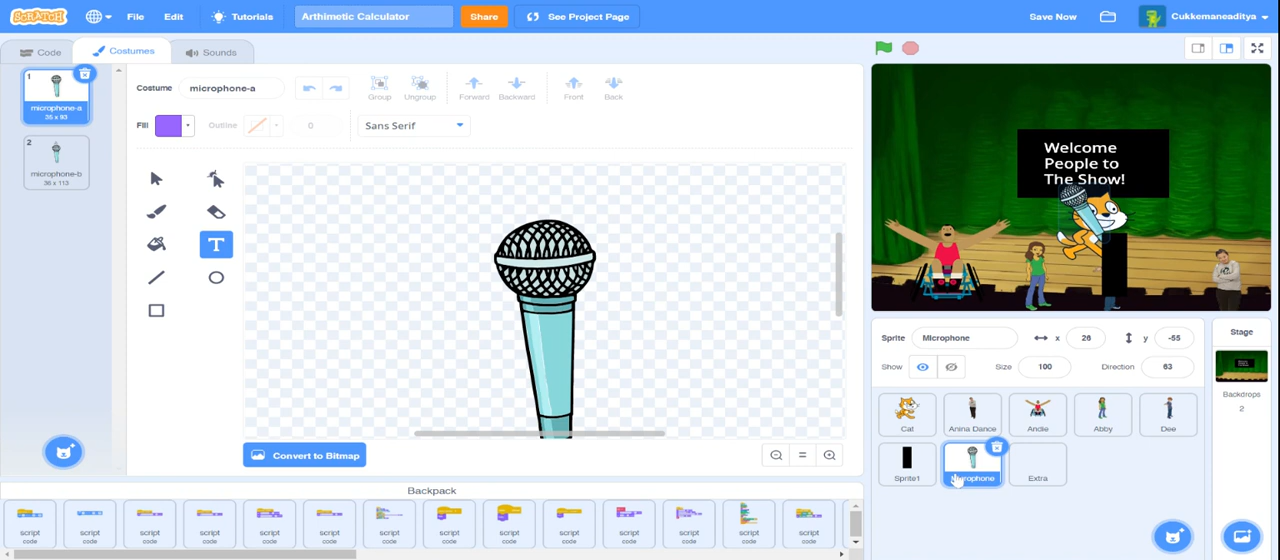 SCRATCH File Edit Tutorials Arthimetic Calculator Share See Project Page Save Now Cukkemaneaditya
Code Costumes Sounds
1
microphone-a
35 x 93
2
microphone-b
36 x 113
Costume microphone-a Group Ungroup Forward Backward Front Back
Fill Outline 0 Sans Serif
T
Convert to Bitmap
Welcome
People to
The Show!
Sprite Microphone x 26 y -55
Show Size 100 Direction 63
Cat Anina Dance Andie Abby Dee
Sprite1 Microphone Extra
Stage
Backdrops
2
Backpack
script script script script script script script script script script script script script script
code code code code code code code code code code code code code code